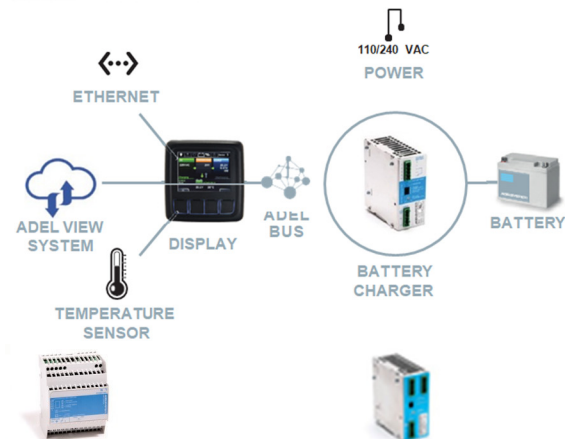 110/240 VAC
POWER
ETHERNET
ADEL VIEW
SYSTEM
DISPLAY
ADEL
BUS
BATTERY
BATTERY
CHARGER
TEMPERATURE
SENSOR